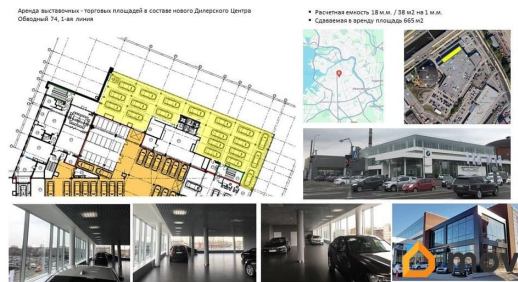 Аренда выставочных - торговых площадей в составе нового Дилерского Центра
Обводный 74, 1-ая линия
• Расчетная емкость 18 м.м. / 38 м2 на 1 м.м.
• Сдаваемая в аренду площадь 665 м2
mov